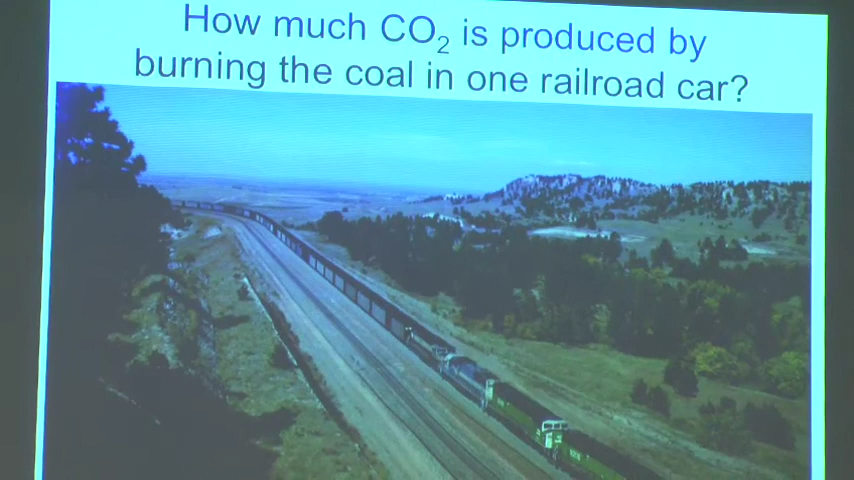 How much CO₂ is produced by
burning the coal in one railroad car?